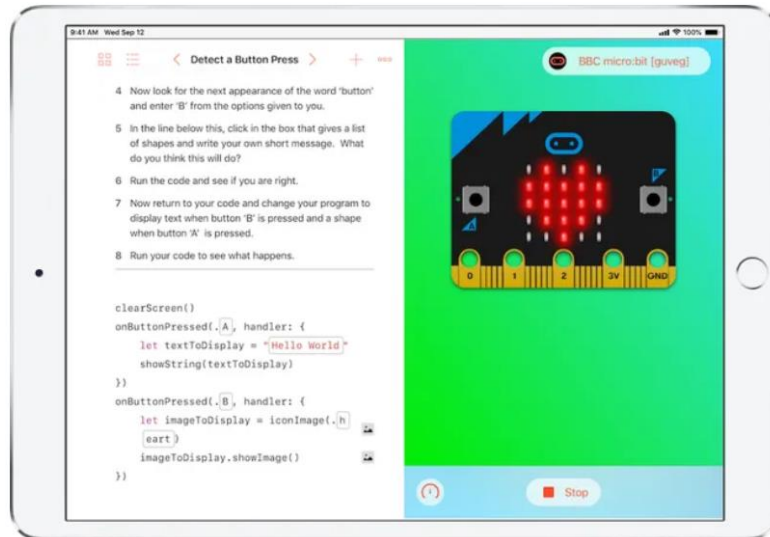 9:41 AM Wed Sep 12
100%
Detect a Button Press
4 Now look for the next appearance of the word 'button'
and enter 'B' from the options given to you.
5 In the line below this, click in the box that gives a list
of shapes and write your own short message. What
do you think this will do?
6 Run the code and see if you are right.
7 Now return to your code and change your program to
display text when button 'B' is pressed and a shape
when button 'A' is pressed.
8 Run your code to see what happens.
clearScreen()
onButtonPressed(.A, handler: {
let textToDisplay = "Hello World"
showString(textToDisplay)
})
onButtonPressed(.B, handler: {
let imageToDisplay = iconImage(.h
eart)
imageToDisplay.showImage()
})
BBC micro:bit [guveg]
A
B
0 1 2 3V GND
Stop